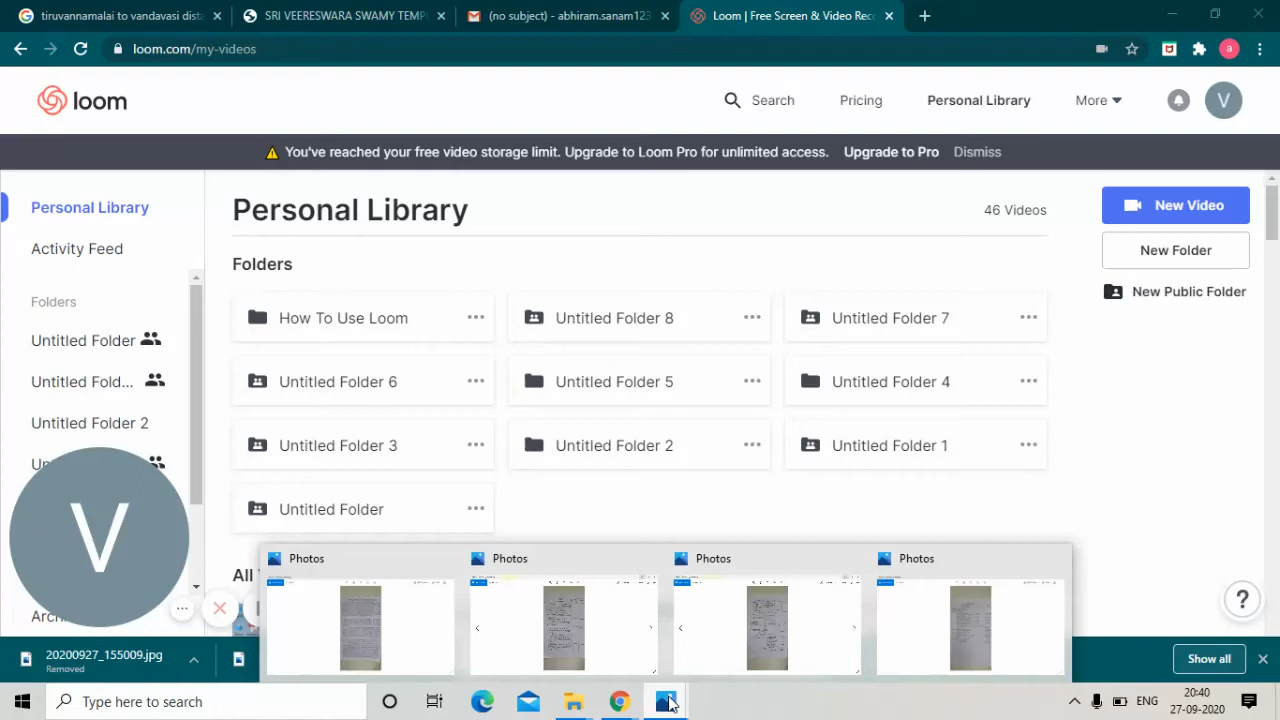 tiruvannamalai to vandavasi dista
SRI VEERESWARA SWAMY TEMPL
(no subject) - abhiram.sanam123
Loom | Free Screen & Video Rec
loom.com/my-videos
a
loom
Search
Pricing
Personal Library
More
V
You've reached your free video storage limit. Upgrade to Loom Pro for unlimited access. Upgrade to Pro Dismiss
Personal Library
Activity Feed
Folders
Untitled Folder
Untitled Fold...
Untitled Folder 2
Un
V
Arch
Personal Library
46 Videos
Folders
How To Use Loom
Untitled Folder 8
Untitled Folder 7
Untitled Folder 6
Untitled Folder 5
Untitled Folder 4
Untitled Folder 3
Untitled Folder 2
Untitled Folder 1
Untitled Folder
All V
New Video
New Folder
New Public Folder
Photos
Photos
Photos
Photos
?
20200927_155009.jpg
Removed
Show all
Type here to search
ENG
20:40
27-09-2020